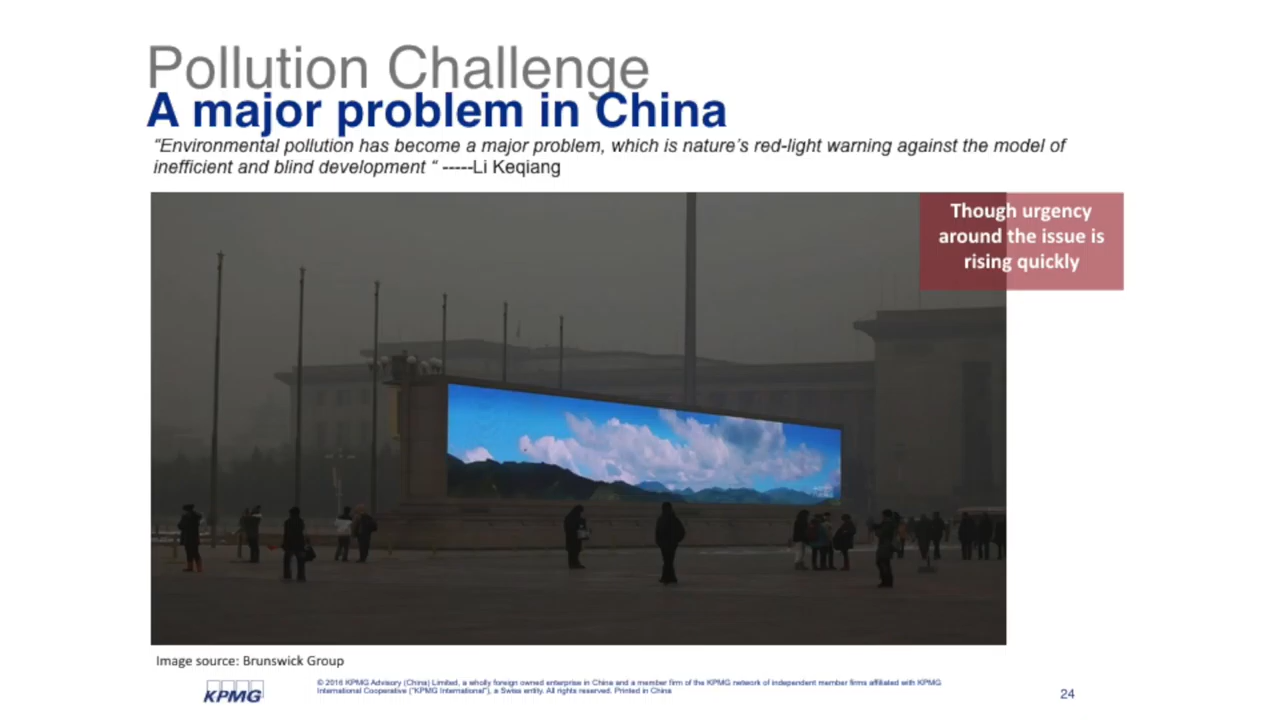 Pollution Challenge
A major problem in China
“Environmental pollution has become a major problem, which is nature’s red-light warning against the model of
inefficient and blind development “ -----Li Keqiang
Though urgency
around the issue is
rising quickly
Image source: Brunswick Group
KPMG
© 2016 KPMG Advisory (China) Limited, a wholly foreign owned enterprise in China and a member firm of the KPMG network of independent member firms affiliated with KPMG
International Cooperative ("KPMG International"), a Swiss entity. All rights reserved. Printed in China
24